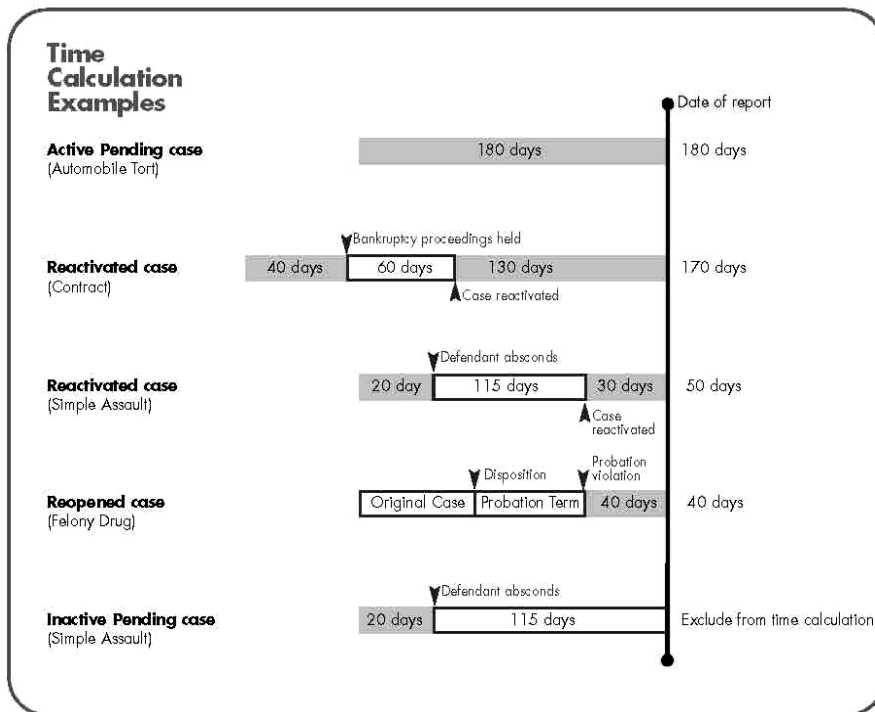 Time
Calculation
Examples
Date of report
Active Pending case
(Automobile Tort)
180 days
180 days
Bankruptcy proceedings held
Reactivated case
(Contract)
40 days
60 days
130 days
170 days
Case reactivated
Defendant absconds
Reactivated case
(Simple Assault)
20 day
115 days
30 days
50 days
Case
reactivated
Disposition
Probation
violation
Reopened case
(Felony Drug)
Original Case
Probation Term
40 days
40 days
Defendant absconds
Inactive Pending case
(Simple Assault)
20 days
115 days
Exclude from time calculation